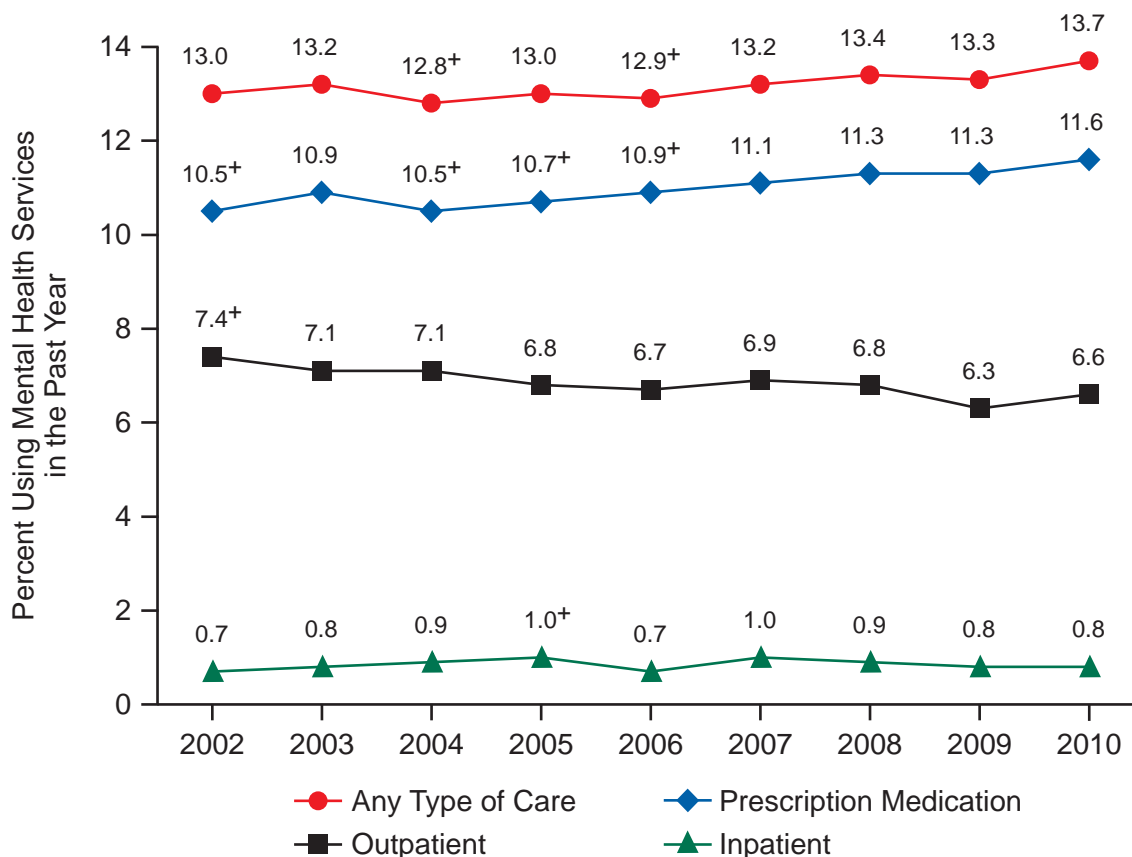 Percent Using Mental Health Services
in the Past Year
14
12
10
8
6
4
2
0
13.0 13.2 12.8+ 13.0 12.9+ 13.2 13.4 13.3 13.7
10.5+ 10.9 10.5+ 10.7+ 10.9+ 11.1 11.3 11.3 11.6
7.4+ 7.1 7.1 6.8 6.7 6.9 6.8 6.3 6.6
0.7 0.8 0.9 1.0+ 0.7 1.0 0.9 0.8 0.8
2002 2003 2004 2005 2006 2007 2008 2009 2010
Any Type of Care Prescription Medication
Outpatient Inpatient